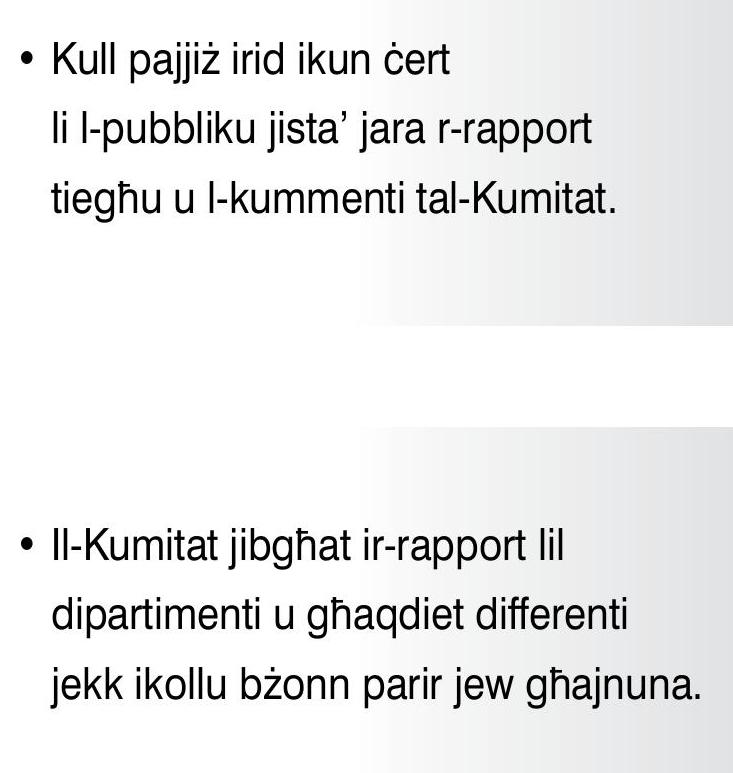 • Kull pajjiż irid ikun ċert
li l-pubbliku jista’ jara r-rapport
tiegħu u l-kummenti tal-Kumitat.
• Il-Kumitat jibgħat ir-rapport lil
dipartimenti u għaqdiet differenti
jekk ikollu bżonn parir jew għajnuna.